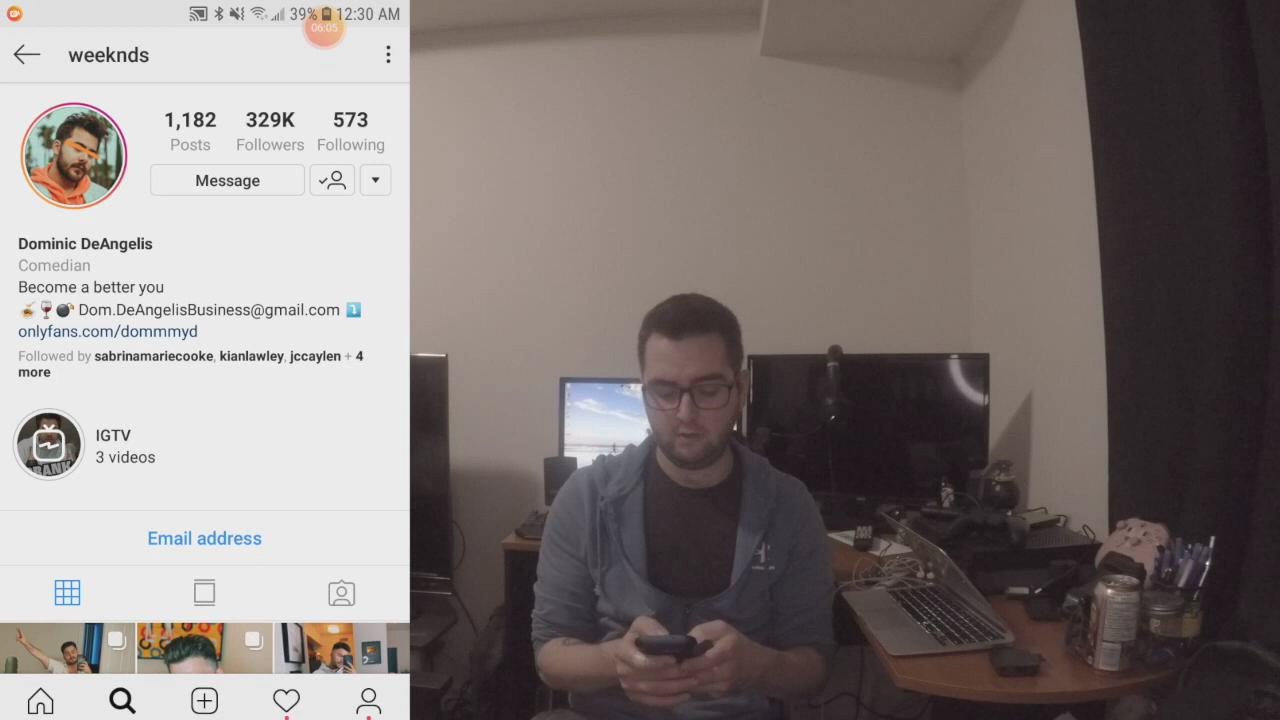 39% 12:30 AM
06:05
weeknds
1,182 329K 573
Posts Followers Following
Message
Dominic DeAngelis
Comedian
Become a better you
🍝🍷💣 Dom.DeAngelisBusiness@gmail.com ⤵️
onlyfans.com/dommmyd
Followed by sabrinamariecooke, kianlawley, jccaylen + 4
more
IGTV
3 videos
BANK
Email address